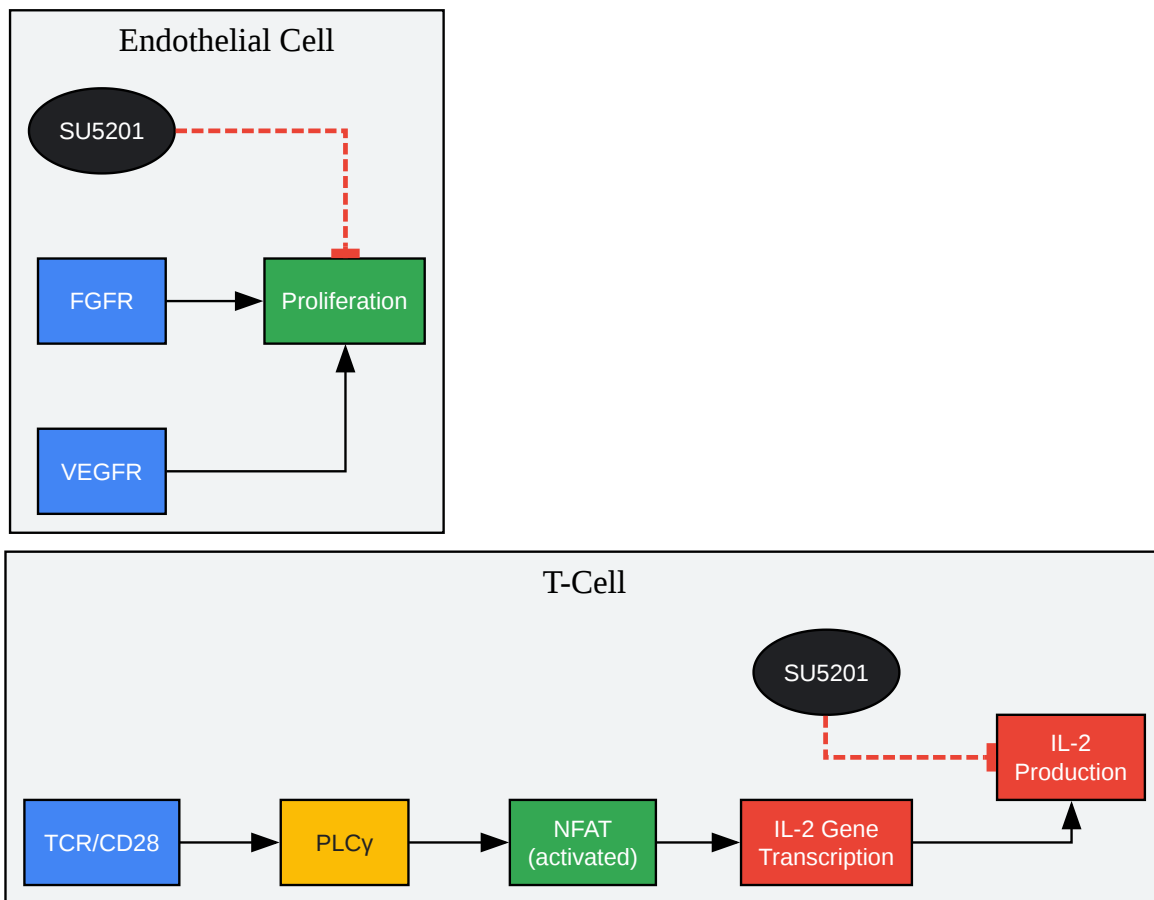 Endothelial Cell
SU5201
FGFR
Proliferation
VEGFR
T-Cell
SU5201
IL-2
Production
TCR/CD28
PLCγ
NFAT
(activated)
IL-2 Gene
Transcription